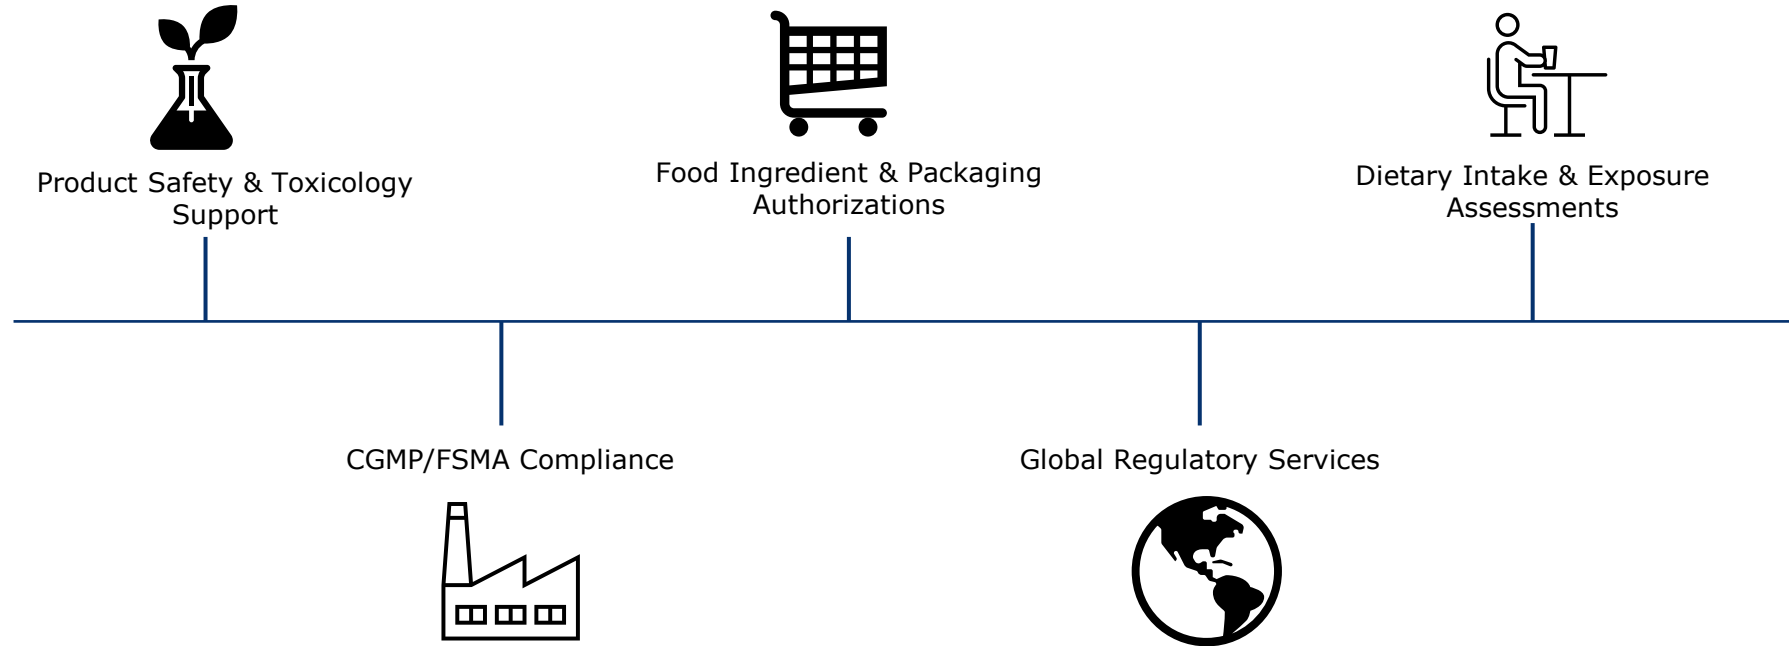 Product Safety & Toxicology
Support
Food Ingredient & Packaging
Authorizations
Dietary Intake & Exposure
Assessments
CGMP/FSMA Compliance
Global Regulatory Services